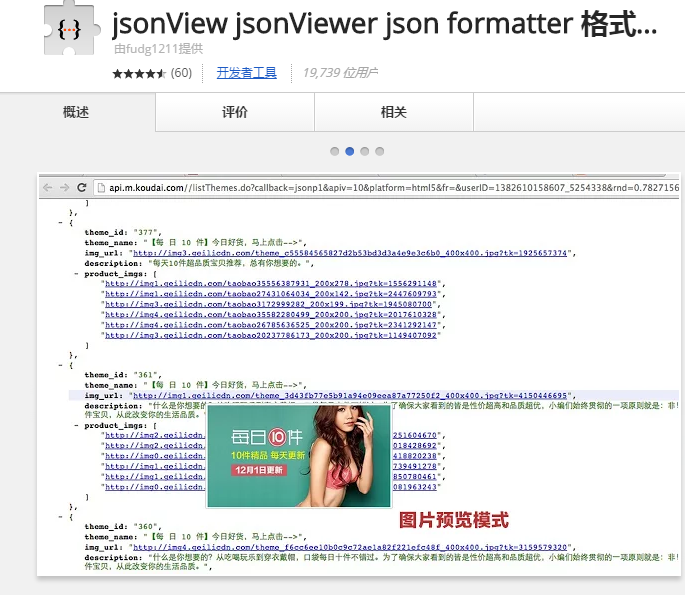 jsonView jsonViewer json formatter 格式...
由fudg1211提供
(60) 开发者工具 19,739 位用户
概述 评价 相关
api.m.koudai.com//listThemes.do?callback=jsonp1&apiv=10&platform=html5&fr=&userID=1382610158607_5254338&rnd=0.7827156
]
},
- {
theme_id: "377",
theme_name: "【每 日 10 件】今日好货,马上点击-->",
img_url: "http://img3.geilicdn.com/theme_c55584565827d2b53bd3d3a4e9e3c6b0_400x400.jpg?tk=1925657374",
description: "每天10件超品质宝贝推荐,总有你想要的。",
- product_imgs: [
"http://img1.geilicdn.com/taobao35556387931_200x278.jpg?tk=1556291148",
"http://img1.geilicdn.com/taobao27431064034_200x142.jpg?tk=2447609793",
"http://img3.geilicdn.com/taobao3172999282_200x199.jpg?tk=1945080700",
"http://img4.geilicdn.com/taobao35582280499_200x200.jpg?tk=2017610328",
"http://img4.geilicdn.com/taobao26785636525_200x200.jpg?tk=2341292147",
"http://img3.geilicdn.com/taobao20237786173_200x200.jpg?tk=1149407092"
]
},
- {
theme_id: "361",
theme_name: "【每 日 10 件】今日好货,马上点击-->",
img_url: "http://img1.geilicdn.com/theme_3d43fb77e5b91a94e09eea87a77250f2_400x400.jpg?tk=4150446695",
description: "什么是你想要的? 为了确保大家看到的皆是性价超高和品质超优,小编们始终贯彻的一项原则就是:非
件宝贝,从此改变你的生活品质。
- product_imgs: [
"http://img2.geilicdn. 251604670",
"http://img2.geilicdn. 018428692",
"http://img0.geilicdn. 418820238",
"http://img4.geilicdn. 739491278",
"http://img1.geilicdn. 850780461",
"http://img0.geilicdn. 081963243"
]
},
每日10件
10件精品 每天更新
12月1日更新
图片预览模式
- {
theme_id: "360",
theme_name: "【每 日 10 件】今日好货,马上点击-->",
img_url: "http://img4.geilicdn.com/theme_f6cc6ee10b0c9c72ae1a82f221efc48f_400x400.jpg?tk=3159579320",
description: "什么是你想要的? 从吃喝玩乐到穿衣戴帽,口袋每日十件不错过。为了确保大家看到的皆是性价超高和品质超优,小编们始终贯彻的一项原则就是:非
件宝贝,从此改变你的生活品质。",